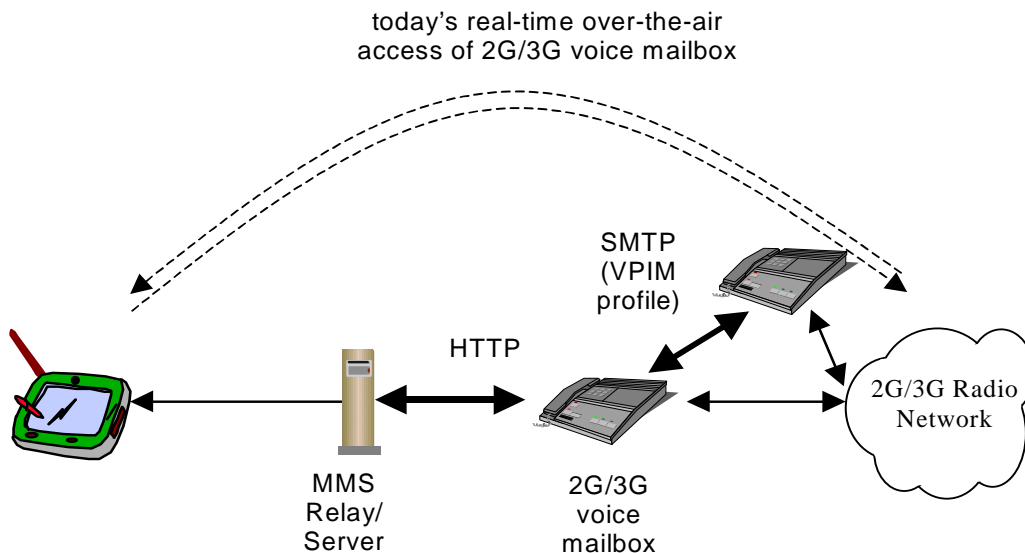 today's real-time over-the-air
access of 2G/3G voice mailbox
SMTP
(VPIM
profile)
HTTP
2G/3G Radio
Network
MMS
Relay/
Server
2G/3G
voice
mailbox